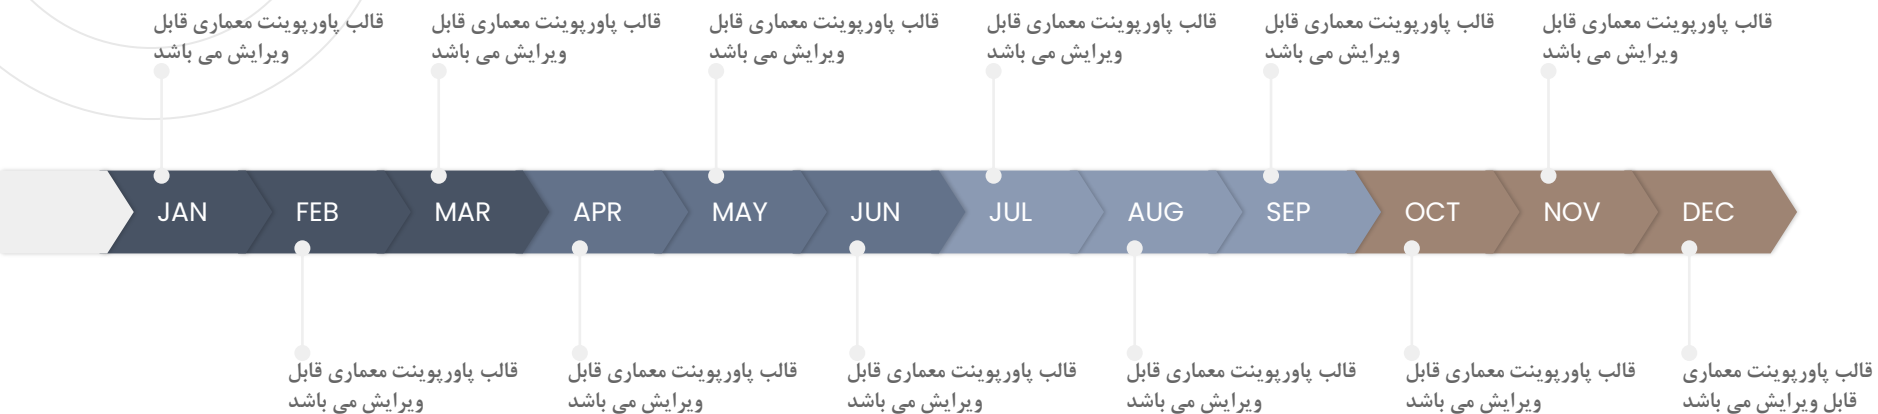 قالب پاورپوینت معماری قابل
ویرایش می باشد
قالب پاورپوینت معماری قابل
ویرایش می باشد
قالب پاورپوینت معماری قابل
ویرایش می باشد
قالب پاورپوینت معماری قابل
ویرایش می باشد
قالب پاورپوینت معماری قابل
ویرایش می باشد
قالب پاورپوینت معماری قابل
ویرایش می باشد
JAN
FEB
MAR
APR
MAY
JUN
JUL
AUG
SEP
OCT
NOV
DEC
قالب پاورپوینت معماری قابل
ویرایش می باشد
قالب پاورپوینت معماری قابل
ویرایش می باشد
قالب پاورپوینت معماری قابل
ویرایش می باشد
قالب پاورپوینت معماری قابل
ویرایش می باشد
قالب پاورپوینت معماری قابل
ویرایش می باشد
قالب پاورپوینت معماری
قابل ویرایش می باشد